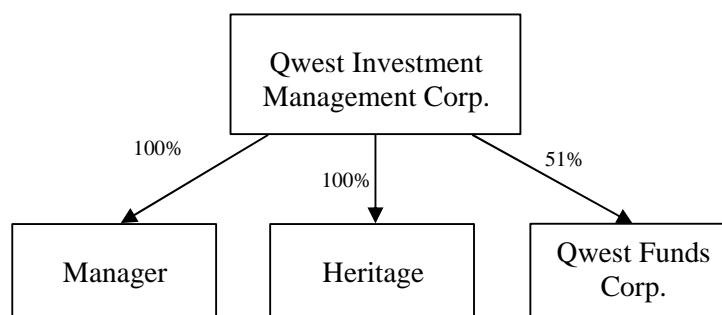 Qwest Investment
Management Corp.
100%
100%
51%
Manager
Heritage
Qwest Funds
Corp.